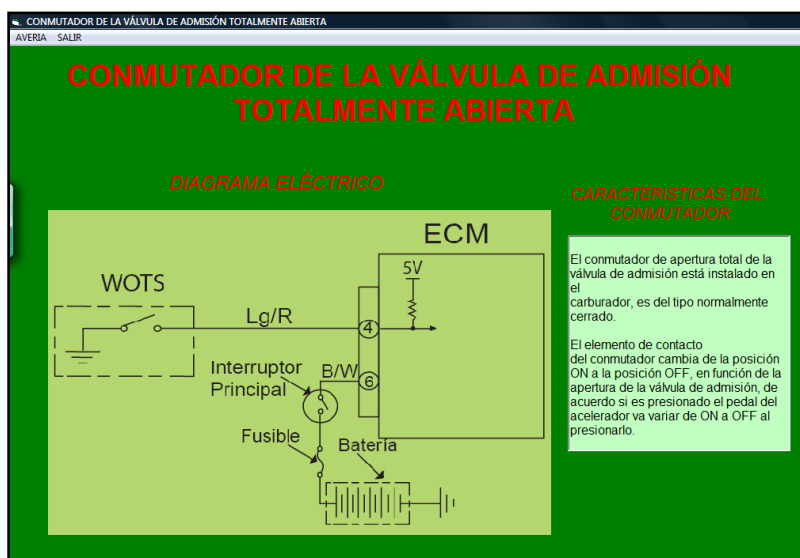 CONMUTADOR DE LA VÁLVULA DE ADMISIÓN TOTALMENTE ABIERTA
AVERIA SALIR
CONMUTADOR DE LA VÁLVULA DE ADMISIÓN
TOTALMENTE ABIERTA
DIAGRAMA ELÉCTRICO
ECM
5V
WOTS
Lg/R
4
Interruptor
Principal
B/W
6
Fusible
Batería
CARACTERISTICAS DEL
CONMUTADOR
El conmutador de apertura total de la
válvula de admisión está instalado en
el
carburador, es del tipo normalmente
cerrado.
El elemento de contacto
del conmutador cambia de la posición
ON a la posición OFF, en función de la
apertura de la válvula de admisión, de
acuerdo si es presionado el pedal del
acelerador va variar de ON a OFF al
presionarlo.